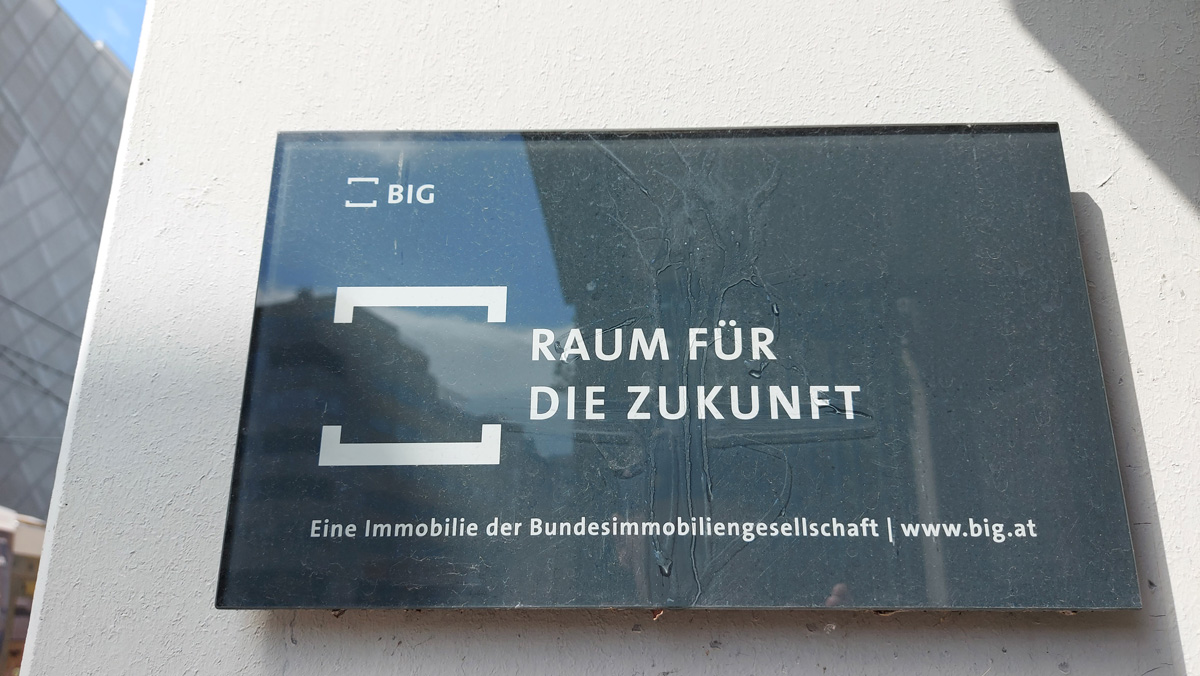 BIG
RAUM FÜR
DIE ZUKUNFT
Eine Immobilie der Bundesimmobiliengesellschaft | www.big.at